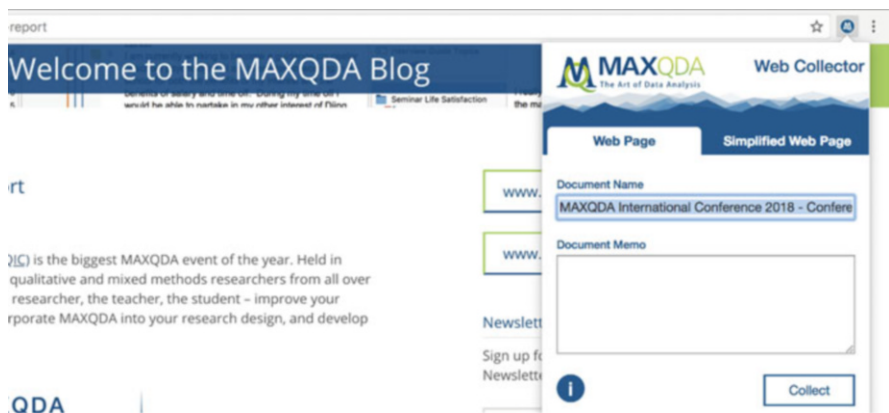 report
Welcome to the MAXQDA Blog
benefits of salary and time off. During my time off I
would be able to partake in my other interest of Diing
Seminar Life Satisfaction
the ma
MAXQDA
The Art of Data Analysis
Web Collector
Web Page
Simplified Web Page
rt
www.
Document Name
MAXQDA International Conference 2018 - Confere
QIC) is the biggest MAXQDA event of the year. Held in
qualitative and mixed methods researchers from all over
researcher, the teacher, the student – improve your
rporate MAXQDA into your research design, and develop
www.
Document Memo
Newslett
Sign up fo
Newslette
i
Collect
QDA